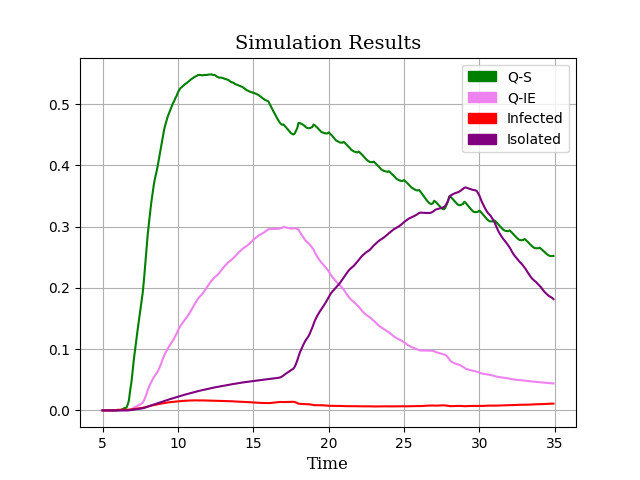 Simulation Results
Q-S
Q-IE
Infected
Isolated
0.5
0.4
0.3
0.2
0.1
0.0
5 10 15 20 25 30 35
Time